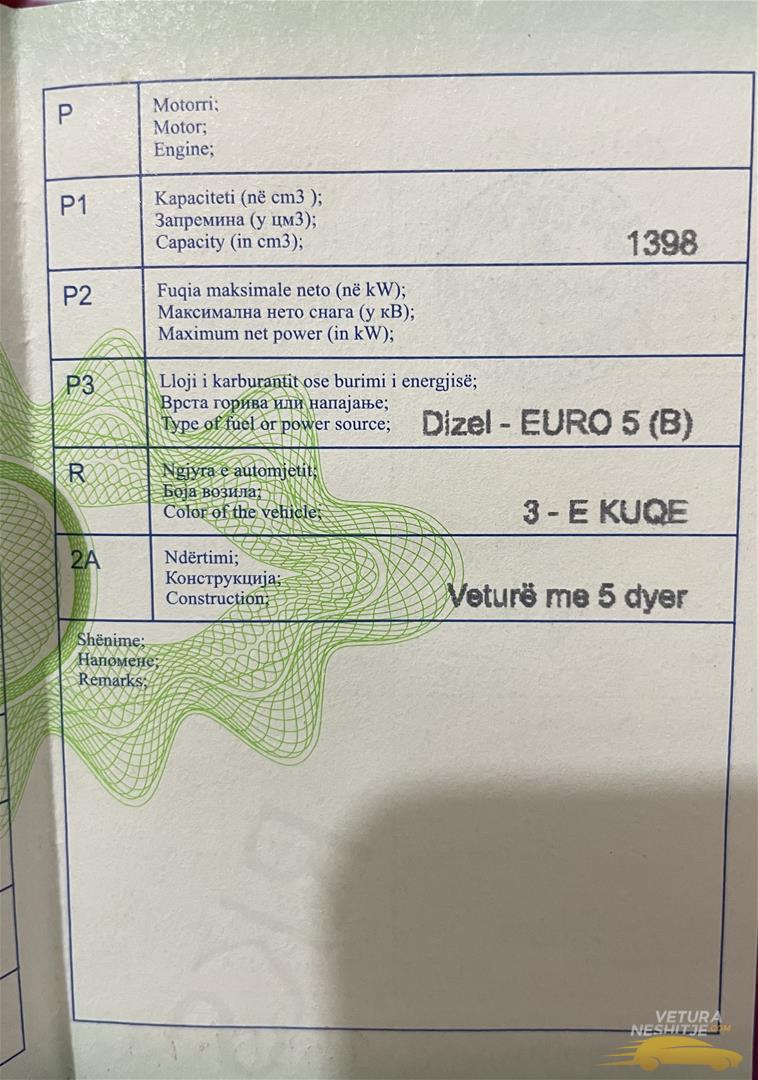 P
Motorri;
Motor;
Engine;
P1
Kapaciteti (në cm3 );
Запремина (у цм3);
Capacity (in cm3);
1398
P2
Fuqia maksimale neto (në kW);
Максимална нето снага (у кВ);
Maximum net power (in kW);
P3
Lloji i karburantit ose burimi i energjisë;
Врста горива или напајање;
Type of fuel or power source;
Dizel - EURO 5 (B)
R
Ngjyra e automjetit;
Боја возила;
Color of the vehicle;
3 - E KUQE
2A
Ndërtimi;
Конструкција;
Construction;
Veturë me 5 dyer
Shënime;
Напомене;
Remarks;
VETURA
NESHITJE.COM